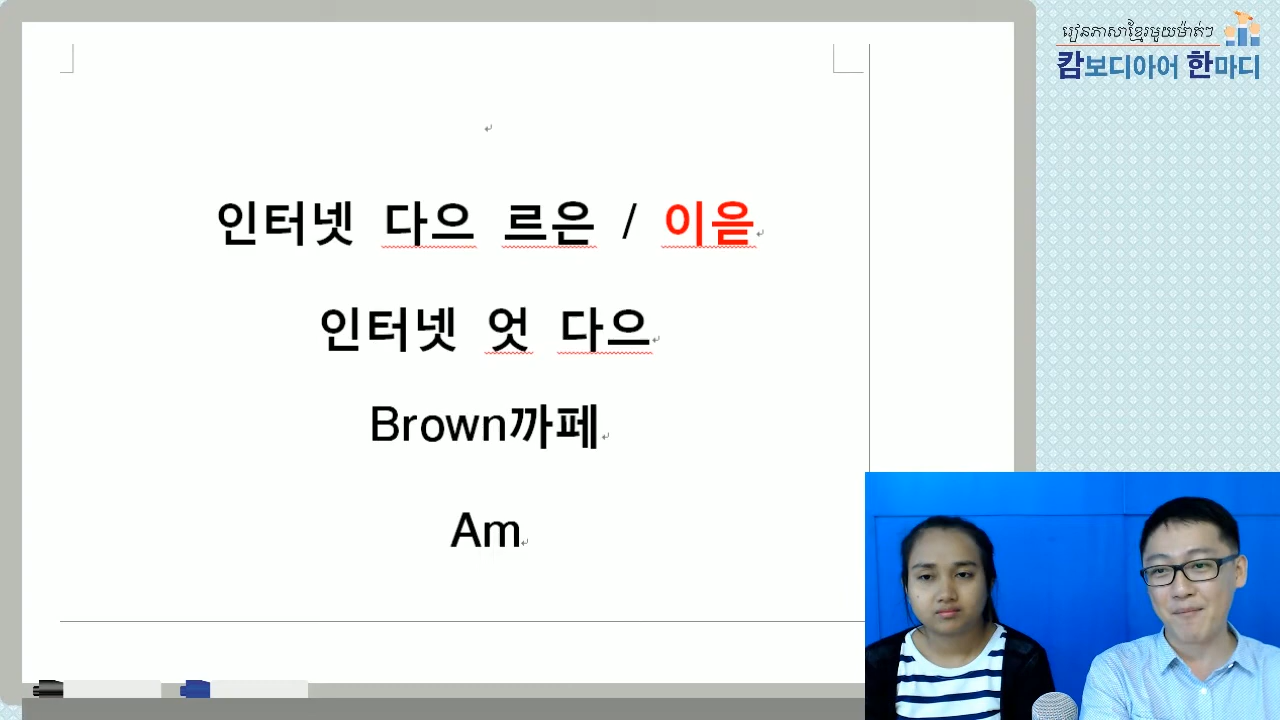 រៀនភាសាខ្មែរមួយម៉ាត់ៗ
캄보디아어 한마디
인터넷 다으 르은 / 이읃
인터넷 엇 다으
Brown까페
Am